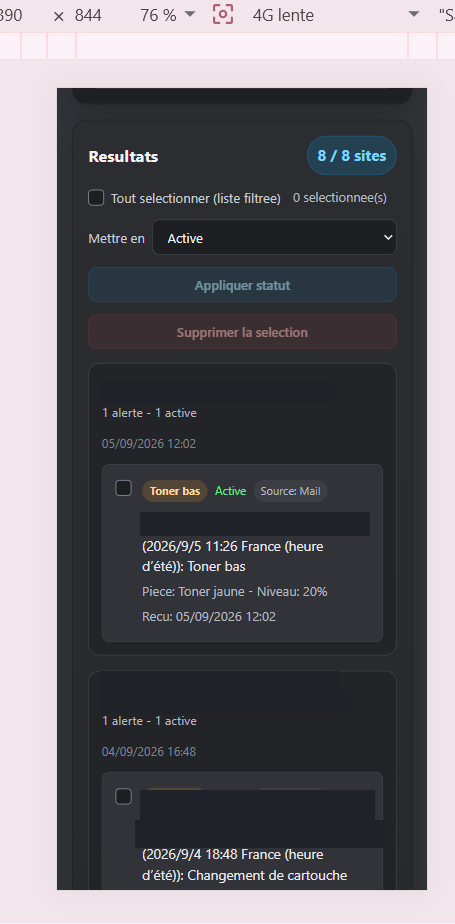 390 × 844 76 % 4G lente "Sa
Resultats
8 / 8 sites
Tout selectionner (liste filtree) 0 selectionnee(s)
Mettre en Active
Appliquer statut
Supprimer la selection
1 alerte - 1 active
05/09/2026 12:02
Toner bas Active Source: Mail
(2026/9/5 11:26 France (heure
d’été)): Toner bas
Piece: Toner jaune - Niveau: 20%
Recu: 05/09/2026 12:02
1 alerte - 1 active
04/09/2026 16:48
(2026/9/4 18:48 France (heure
d’été)): Changement de cartouche